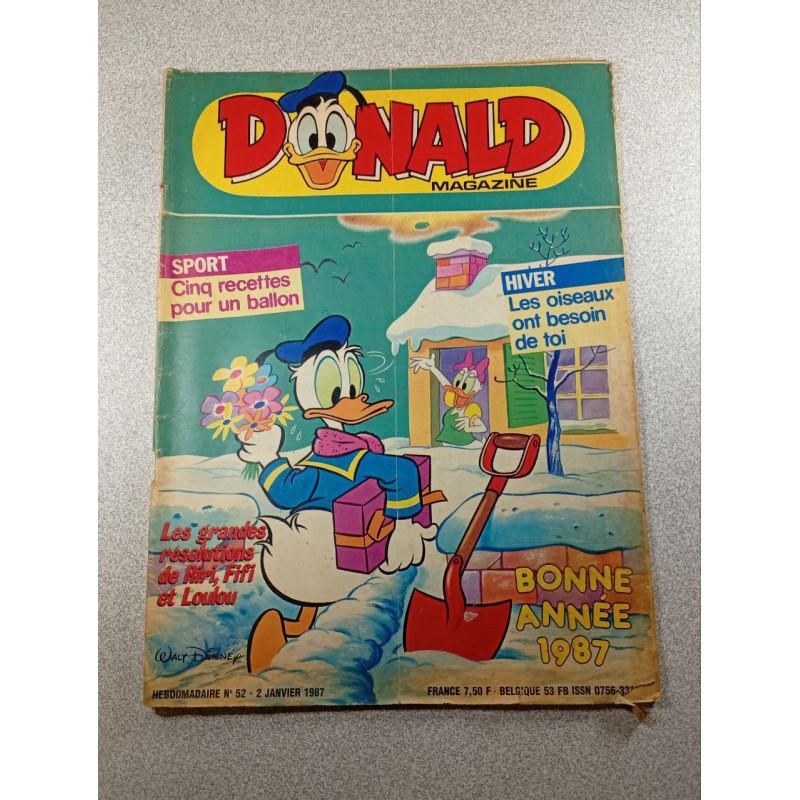 DONALD
MAGAZINE
SPORT
Cinq recettes
pour un ballon
HIVER
Les oiseaux
ont besoin
de toi
Les grandes
résolutions
de Riri, Fifi
et Loulou
BONNE
ANNÉE
1987
WALT DISNEY
HEBDOMADAIRE N° 52 - 2 JANVIER 1987
FRANCE 7,50 F - BELGIQUE 53 FB ISSN 0756-33